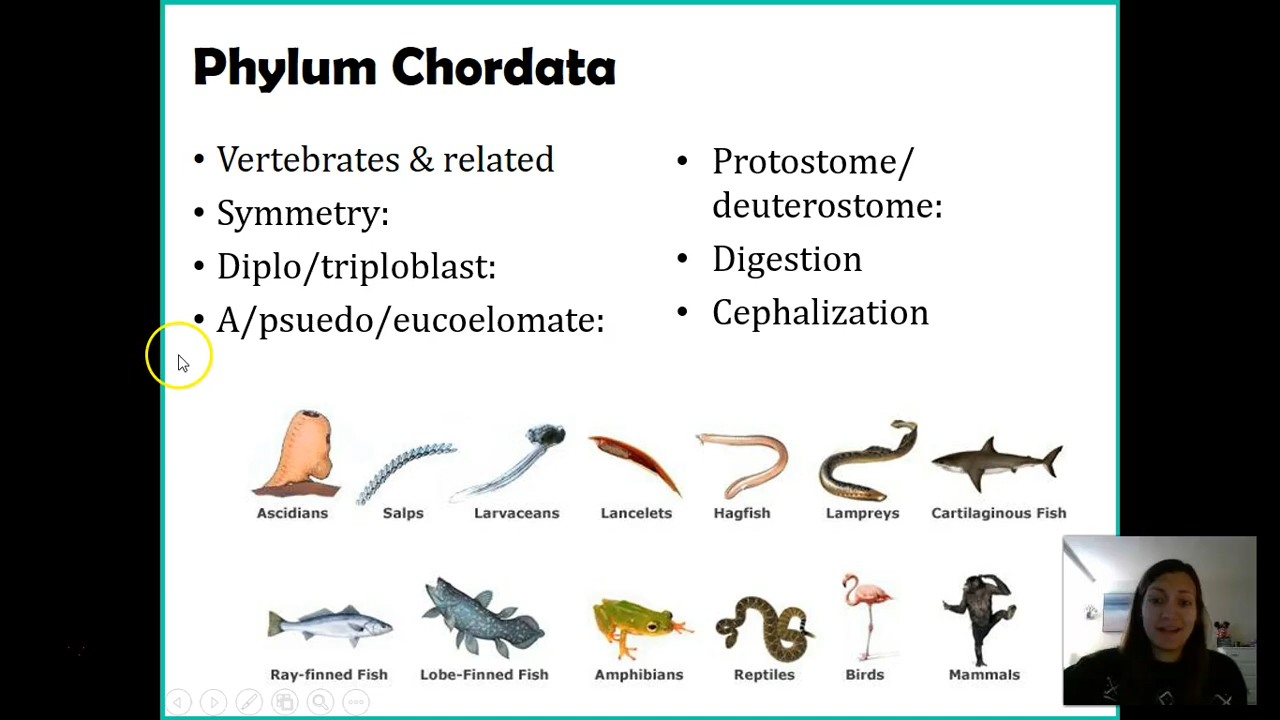 Phylum Chordata
• Vertebrates & related
• Symmetry:
• Diplo/triploblast:
• A/psuedo/eucoelomate:
• Protostome/
deuterostome:
• Digestion
• Cephalization
Ascidians Salps Larvaceans Lancelets Hagfish Lampreys Cartilaginous Fish
Ray-finned Fish Lobe-Finned Fish Amphibians Reptiles Birds Mammals